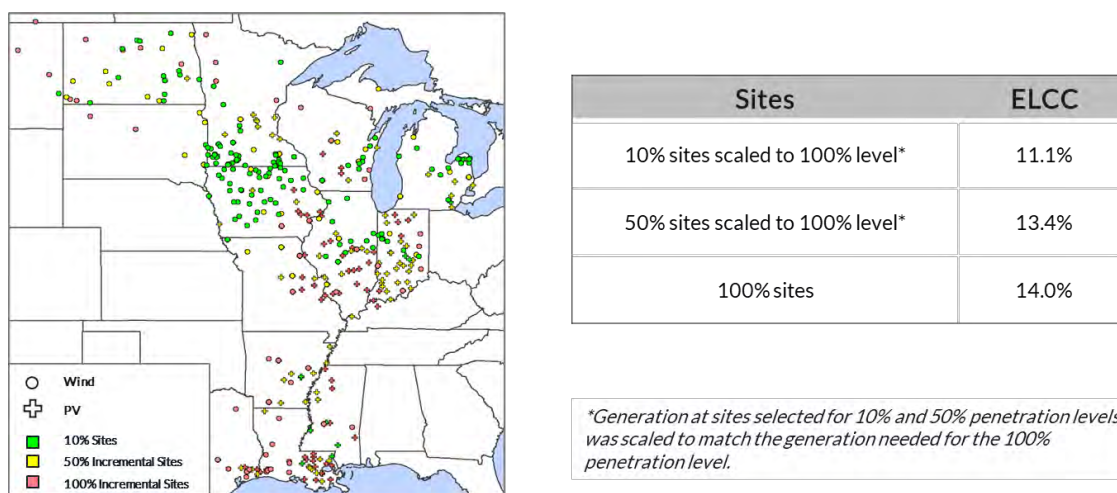 Wind
PV
10% Sites
50% Incremental Sites
100% Incremental Sites
Sites ELCC
10% sites scaled to 100% level* 11.1%
50% sites scaled to 100% level* 13.4%
100% sites 14.0%
*Generation at sites selected for 10% and 50% penetration levels
was scaled to match the generation needed for the 100%
penetration level.